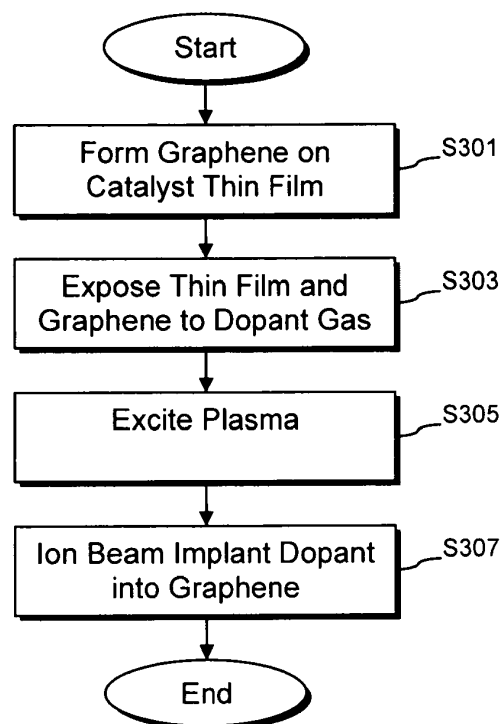 Start
Form Graphene on
Catalyst Thin Film
S301
Expose Thin Film and
Graphene to Dopant Gas
S303
Excite Plasma
S305
Ion Beam Implant Dopant
into Graphene
S307
End